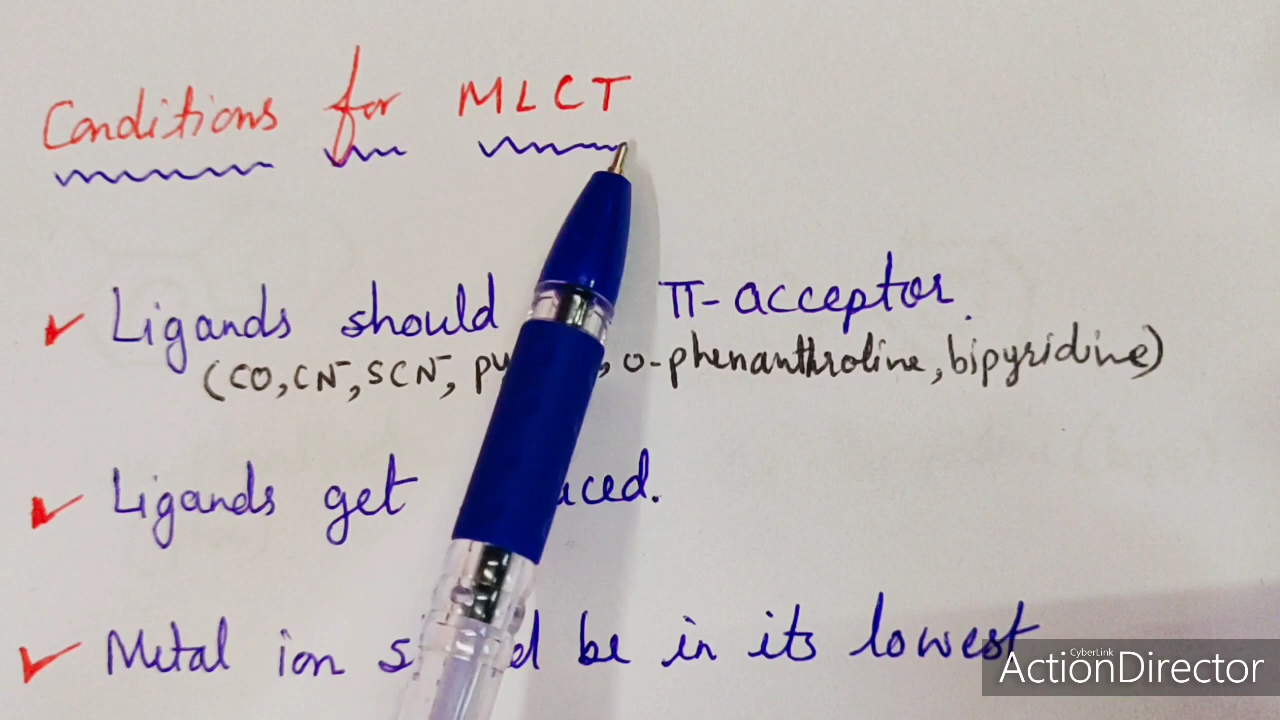 Conditions for MLCT
Ligands should π-acceptor.
(CO, CN⁻, SCN⁻, o-phenanthroline, bipyridine)
Ligands get
Metal ion be in its lowest
CyberLink
ActionDirector